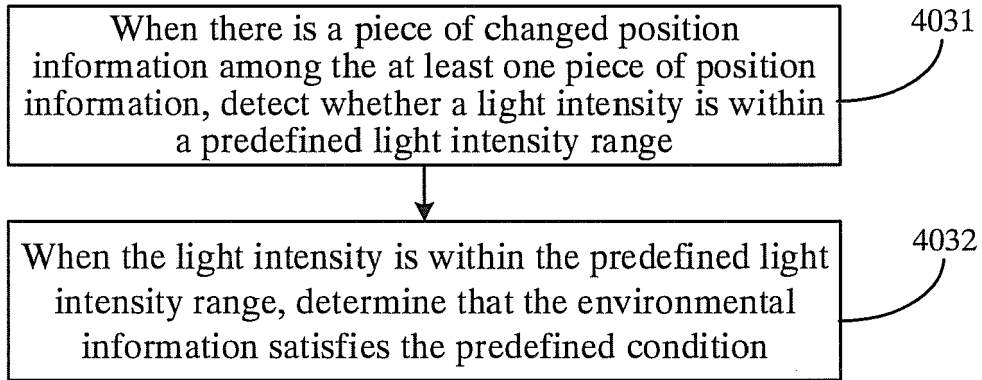 When there is a piece of changed position
information among the at least one piece of position
information, detect whether a light intensity is within
a predefined light intensity range
4031
When the light intensity is within the predefined light
intensity range, determine that the environmental
information satisfies the predefined condition
4032